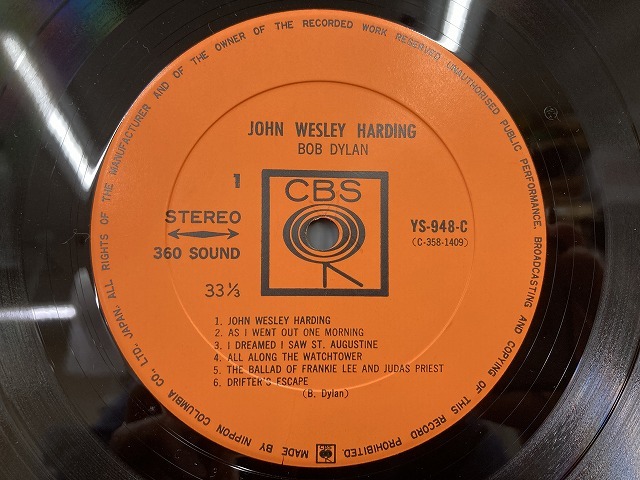 ALL RIGHTS OF THE MANUFACTURER AND OF THE OWNER OF THE RECORDED WORK RESERVED UNAUTHORISED PUBLIC PERFORMANCE. BROADCASTING AND COPYING OF THIS RECORD PROHIBITED.
MADE BY NIPPON COLUMBIA CO., LTD. JAPAN.
JOHN WESLEY HARDING
BOB DYLAN
1
CBS
STEREO
YS-948-C
(C-358-1409)
360 SOUND
33⅓
1. JOHN WESLEY HARDING
2. AS I WENT OUT ONE MORNING
3. I DREAMED I SAW ST. AUGUSTINE
4. ALL ALONG THE WATCHTOWER
5. THE BALLAD OF FRANKIE LEE AND JUDAS PRIEST
6. DRIFTER'S ESCAPE
(B. Dylan)
CBS